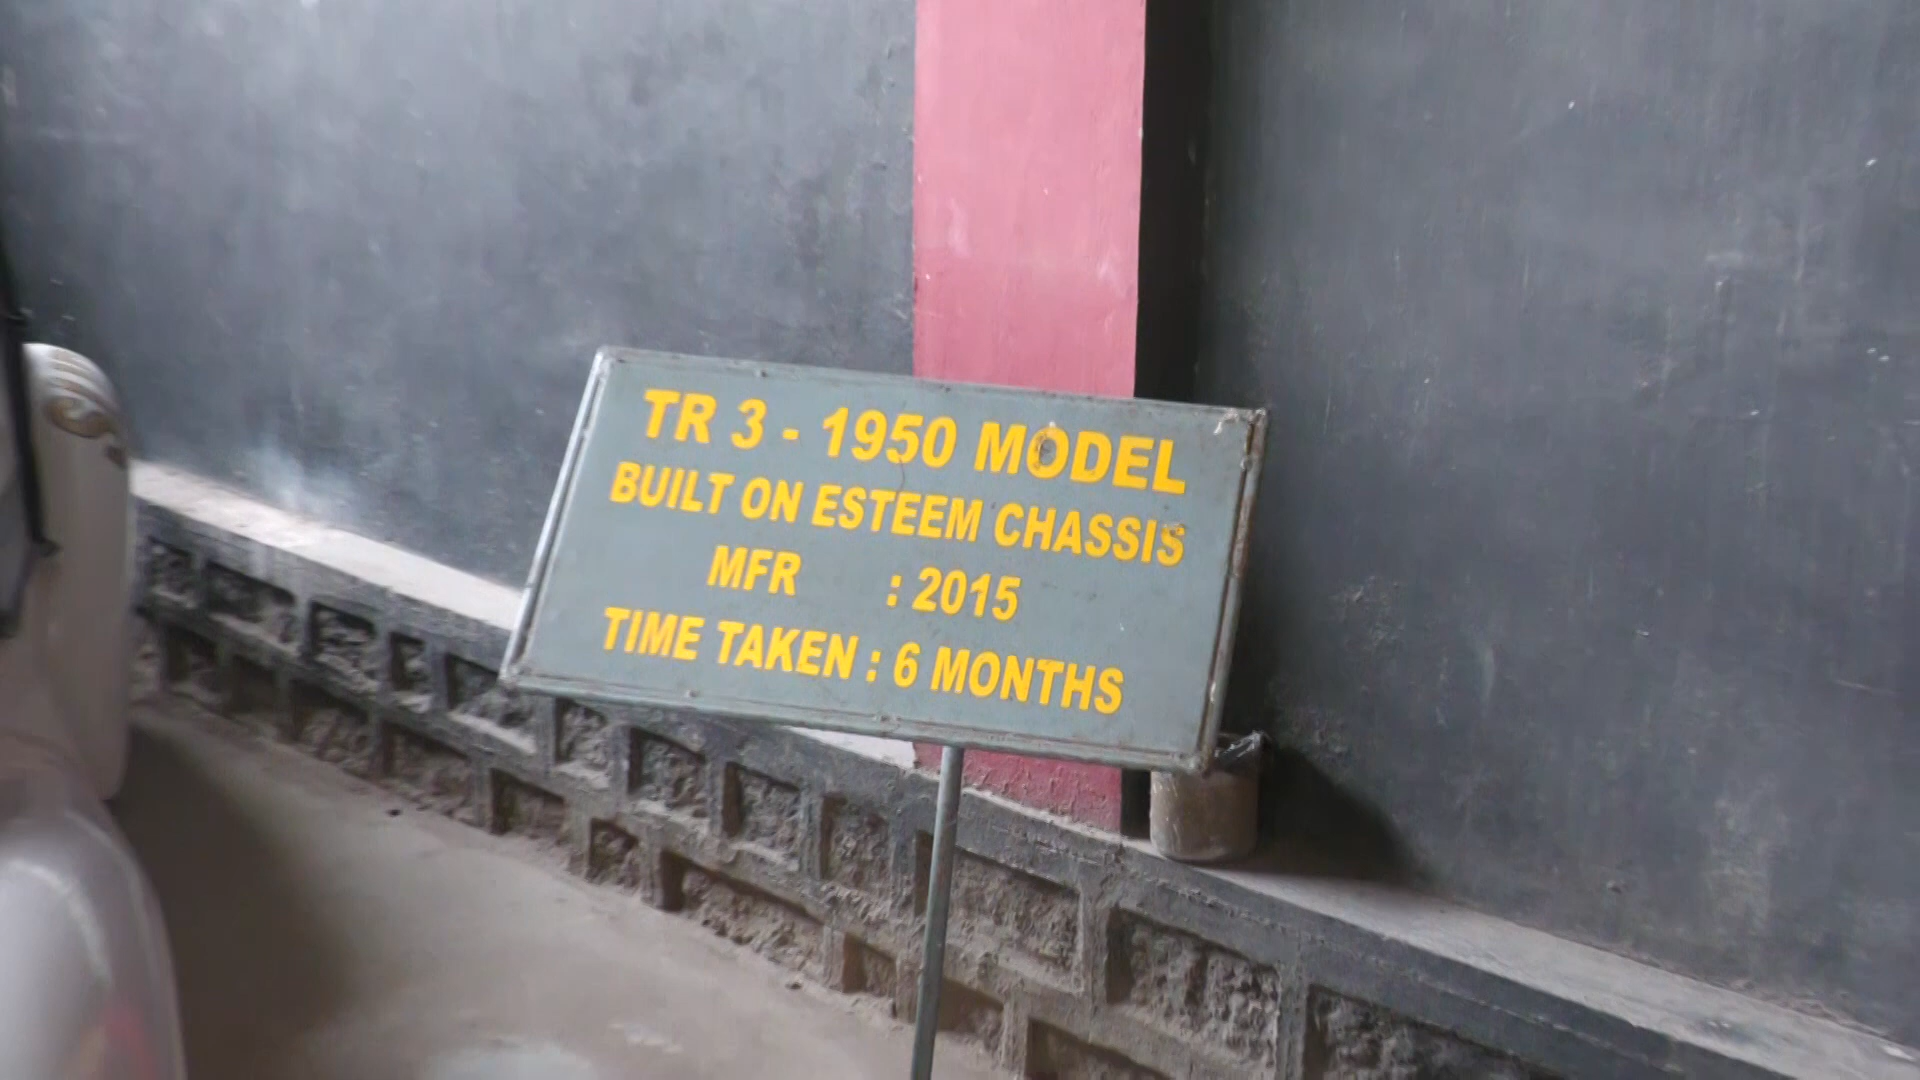 TR 3 - 1950 MODEL
BUILT ON ESTEEM CHASSIS
MFR : 2015
TIME TAKEN : 6 MONTHS